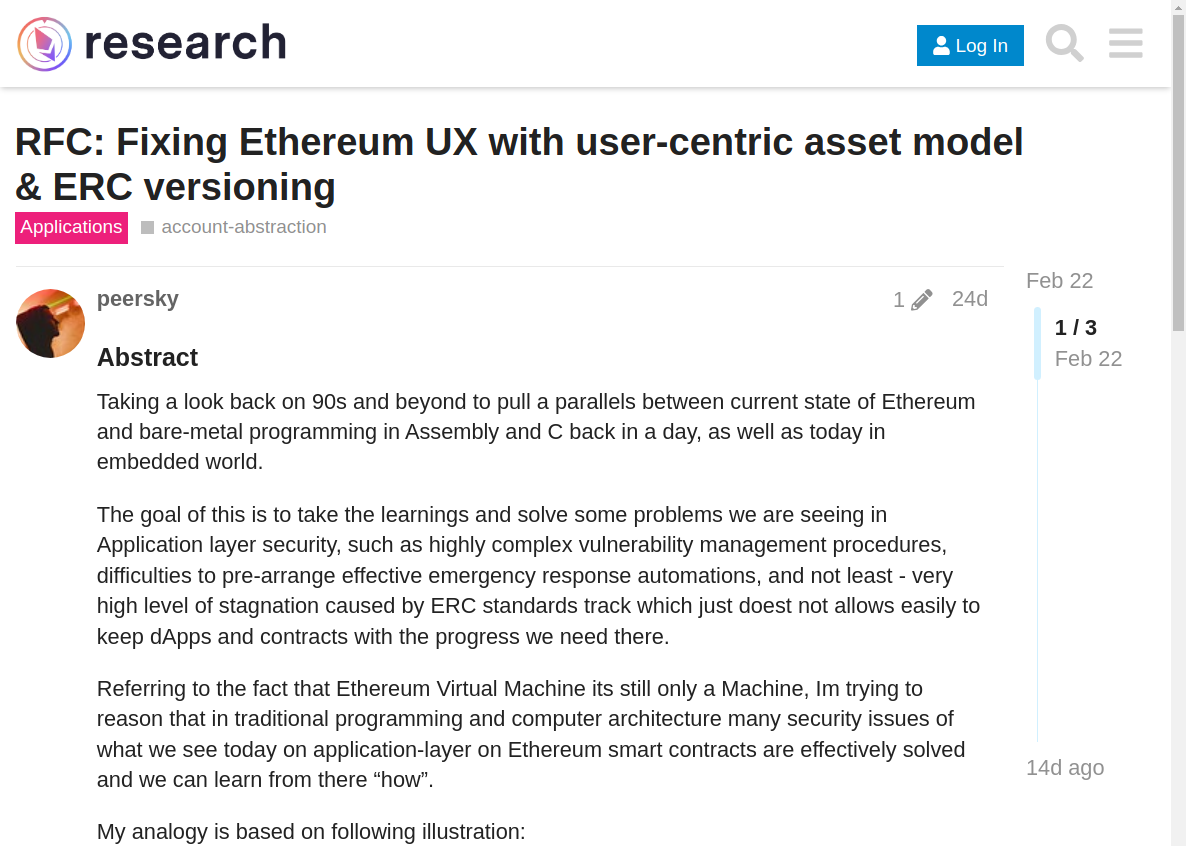 research
Log In
RFC: Fixing Ethereum UX with user-centric asset model
& ERC versioning
Applications
account-abstraction
Feb 22
peersky
1
24d
1 / 3
Feb 22
Abstract
Taking a look back on 90s and beyond to pull a parallels between current state of Ethereum
and bare-metal programming in Assembly and C back in a day, as well as today in
embedded world.
The goal of this is to take the learnings and solve some problems we are seeing in
Application layer security, such as highly complex vulnerability management procedures,
difficulties to pre-arrange effective emergency response automations, and not least - very
high level of stagnation caused by ERC standards track which just doest not allows easily to
keep dApps and contracts with the progress we need there.
Referring to the fact that Ethereum Virtual Machine its still only a Machine, Im trying to
reason that in traditional programming and computer architecture many security issues of
what we see today on application-layer on Ethereum smart contracts are effectively solved
and we can learn from there “how”.
14d ago
My analogy is based on following illustration: